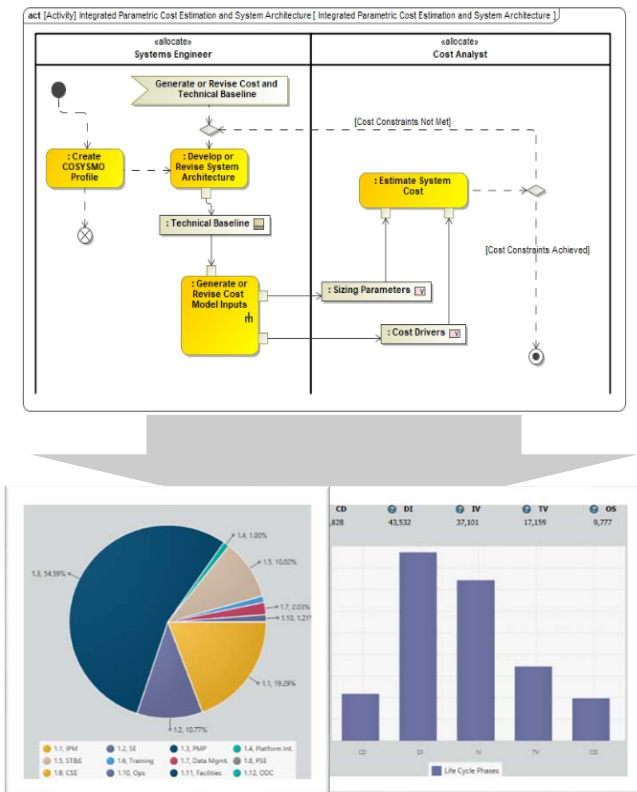 act [Activity] Integrated Parametric Cost Estimation and System Architecture [ Integrated Parametric Cost Estimation and System Architecture ]
«allocate»
Systems Engineer
«allocate»
Cost Analyst
Generate or Revise Cost and
Technical Baseline
[Cost Constraints Not Met]
: Create
COSYSMO
Profile
: Develop or
Revise System
Architecture
: Estimate System
Cost
: Technical Baseline
[Cost Constraints Achieved]
: Generate or
Revise Cost
Model Inputs
: Sizing Parameters
: Cost Drivers
1.4, 1.00%
1.5, 10.02%
1.3, 54.59%
1.7, 2.03%
1.10, 1.21%
1.1, 19.29%
1.2, 10.77%
1.1, IPM
1.2, SE
1.3, PMP
1.4, Platform Int.
1.5, ST&E
1.6, Training
1.7, Data Mgmt.
1.8, PSE
1.9, CSE
1.10, Ops
1.11, Facilities
1.12, ODC
CD DI IV TV OS
,828 43,532 37,101 17,159 9,777
CD DI IV TV OS
Life Cycle Phases